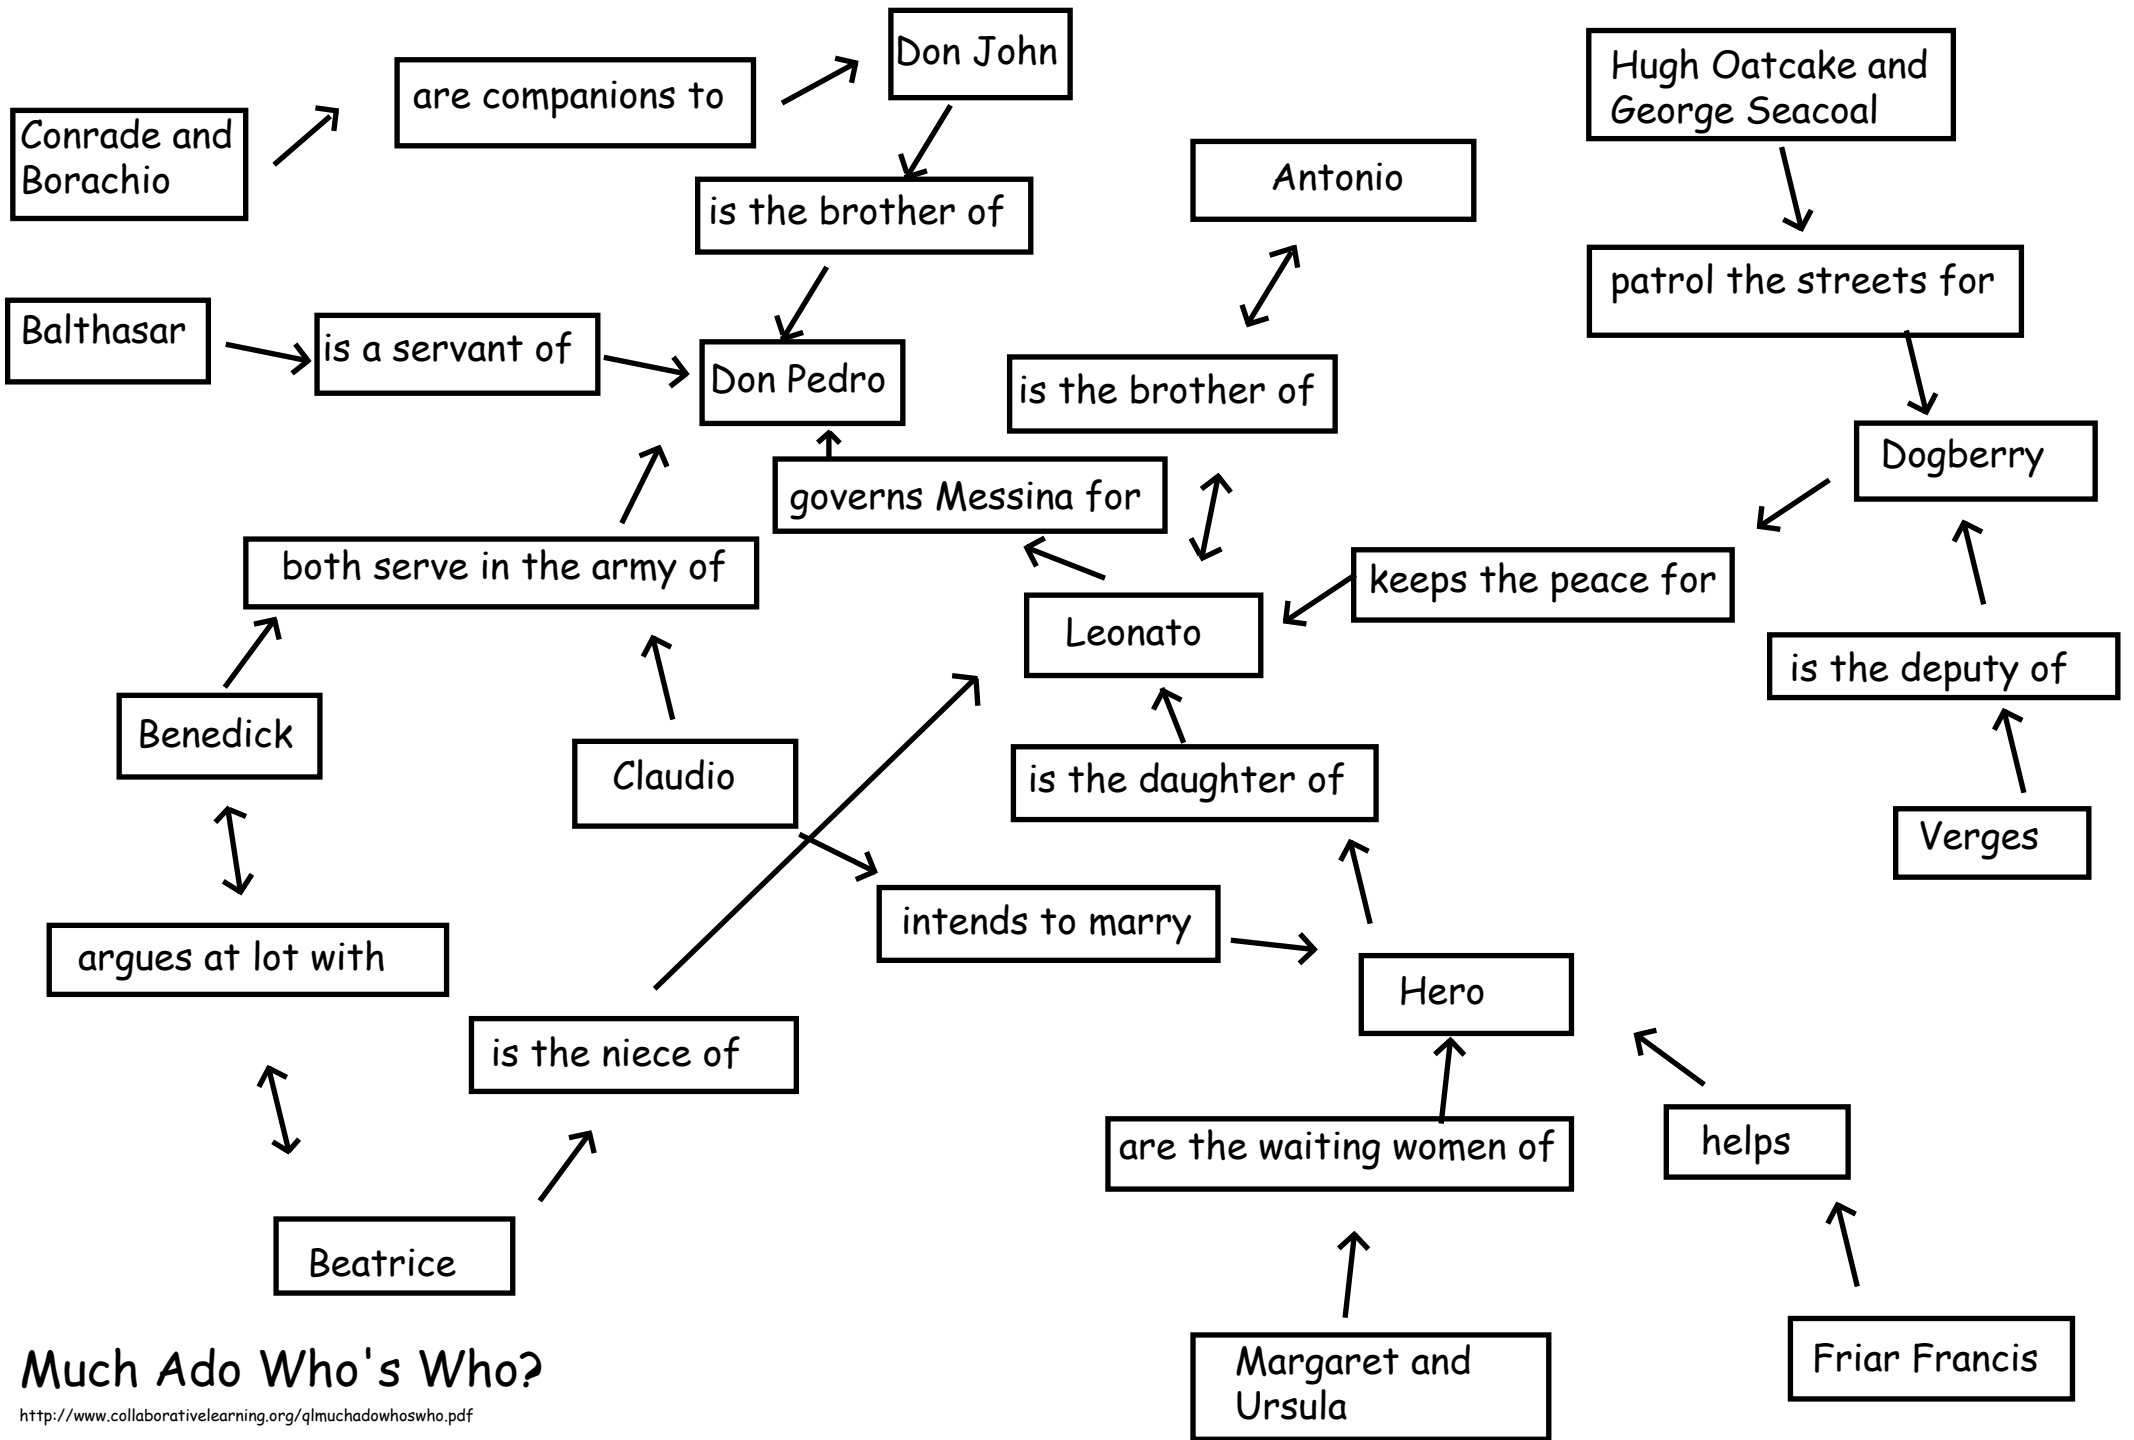 Don John
Hugh Oatcake and
George Seacoal
are companions to
Conrade and
Borachio
Antonio
is the brother of
patrol the streets for
Balthasar
is a servant of
Don Pedro
is the brother of
Dogberry
governs Messina for
both serve in the army of
keeps the peace for
Leonato
is the deputy of
Benedick
Claudio
is the daughter of
Verges
intends to marry
argues at lot with
Hero
is the niece of
are the waiting women of
helps
Beatrice
Margaret and
Ursula
Friar Francis
Much Ado Who's Who?
http://www.collaborativelearning.org/qlmuchadowhoswho.pdf